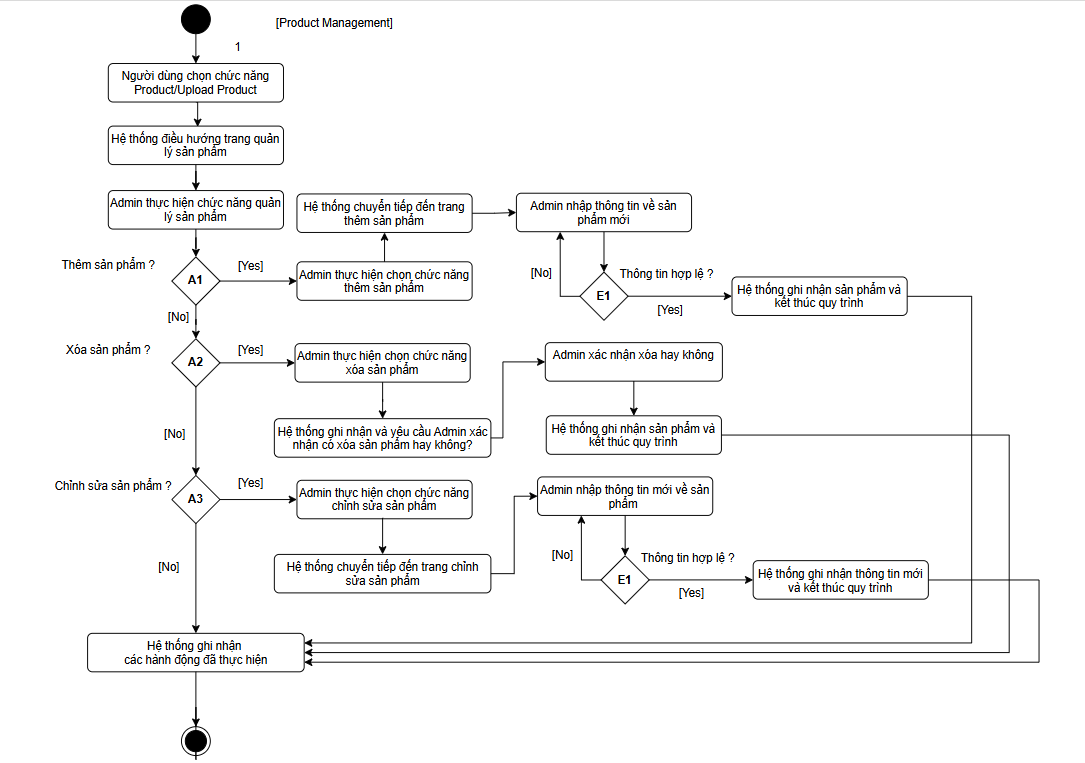 [Product Management]
1
Người dùng chọn chức năng
Product/Upload Product
Hệ thống điều hướng trang quản
lý sản phẩm
Admin thực hiện chức năng quản
lý sản phẩm
Hệ thống chuyển tiếp đến trang
thêm sản phẩm
Admin nhập thông tin về sản
phẩm mới
Thêm sản phẩm ?
A1
[Yes]
Admin thực hiện chọn chức năng
thêm sản phẩm
[No]
E1
Thông tin hợp lệ ?
[Yes]
Hệ thống ghi nhận sản phẩm và
kết thúc quy trình
[No]
Xóa sản phẩm ?
A2
[Yes]
Admin thực hiện chọn chức năng
xóa sản phẩm
Admin xác nhận xóa hay không
[No]
Hệ thống ghi nhận và yêu cầu Admin xác
nhận có xóa sản phẩm hay không?
Hệ thống ghi nhận sản phẩm và
kết thúc quy trình
Chỉnh sửa sản phẩm ?
A3
[Yes]
Admin thực hiện chọn chức năng
chỉnh sửa sản phẩm
Admin nhập thông tin mới về sản
phẩm
[No]
Hệ thống chuyển tiếp đến trang chỉnh
sửa sản phẩm
[No]
E1
Thông tin hợp lệ ?
[Yes]
Hệ thống ghi nhận thông tin mới
và kết thúc quy trình
Hệ thống ghi nhận
các hành động đã thực hiện